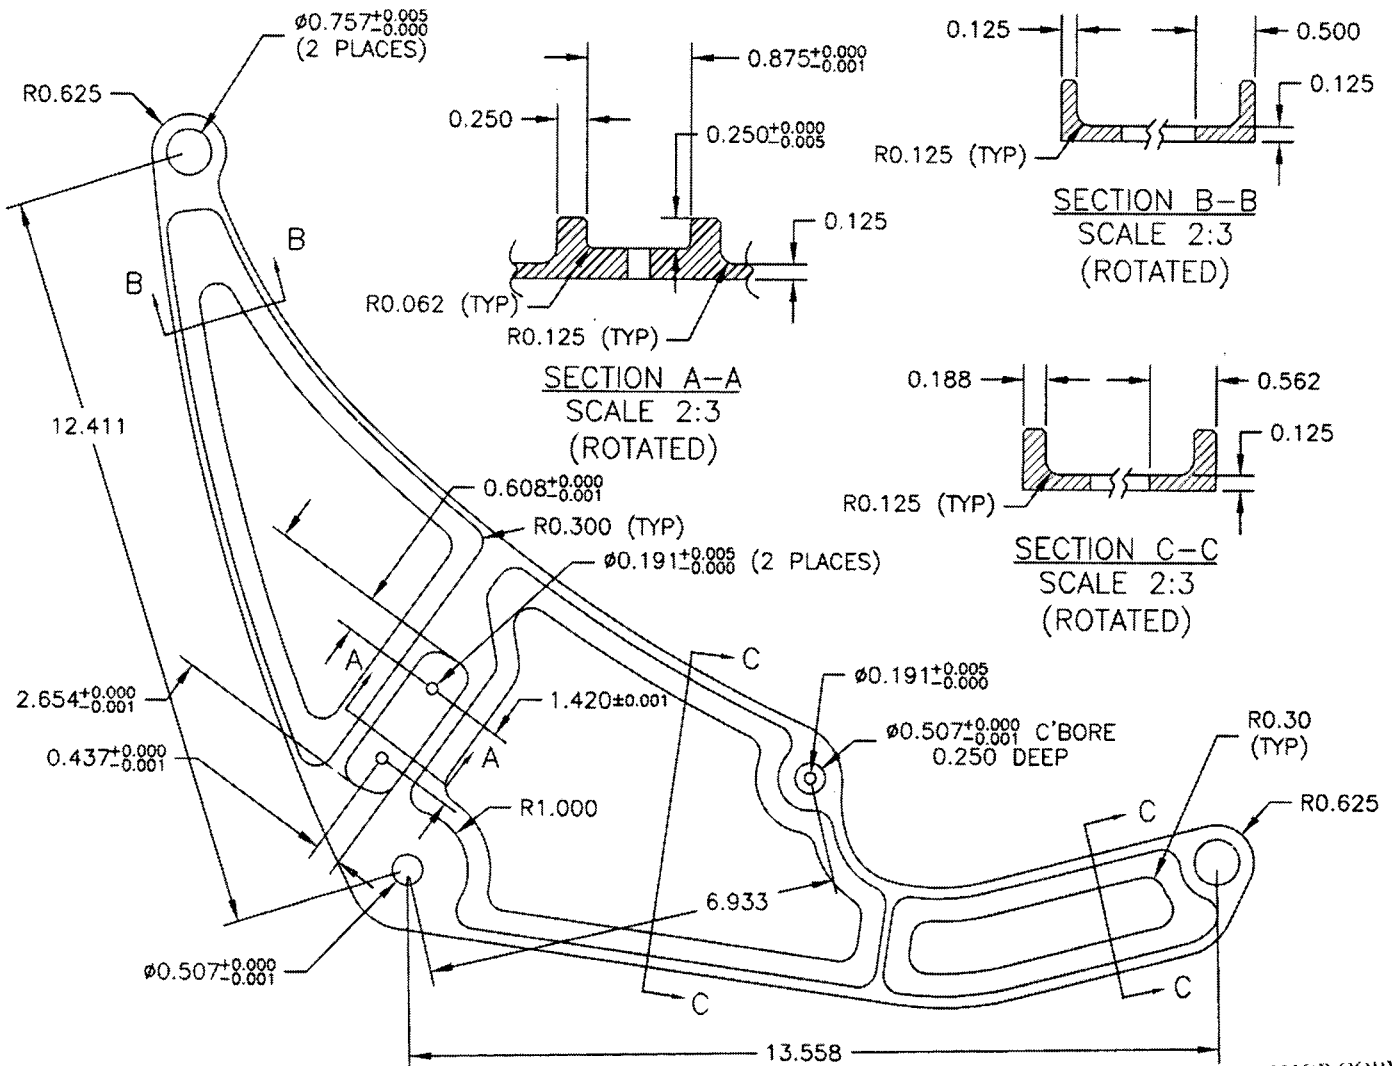 ø0.757+0.005
-0.000
(2 PLACES)
R0.625
0.250
0.875+0.000
-0.001
0.250+0.000
-0.005
0.125
R0.062 (TYP)
R0.125 (TYP)
SECTION A-A
SCALE 2:3
(ROTATED)
0.125
0.500
0.125
R0.125 (TYP)
SECTION B-B
SCALE 2:3
(ROTATED)
0.188
0.562
0.125
R0.125 (TYP)
SECTION C-C
SCALE 2:3
(ROTATED)
B
B
12.411
0.608+0.000
-0.001
R0.300 (TYP)
ø0.191+0.005
-0.000 (2 PLACES)
A
A
2.654+0.000
-0.001
1.420±0.001
0.437+0.000
-0.001
R1.000
C
ø0.191+0.005
-0.000
ø0.507+0.000
-0.001 C'BORE
0.250 DEEP
R0.30
(TYP)
R0.625
C
6.933
ø0.507+0.000
-0.001
C
C
13.558